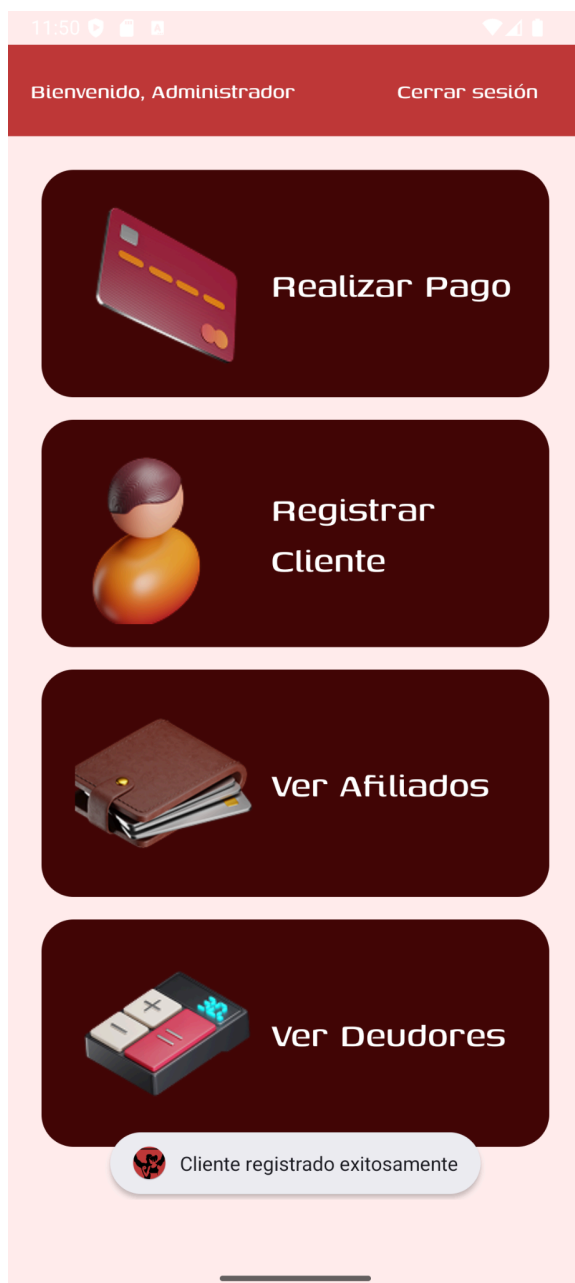 11:50
Bienvenido, Administrador
Cerrar sesión
Realizar Pago
Registrar
Cliente
Ver Afiliados
Ver Deudores
Cliente registrado exitosamente